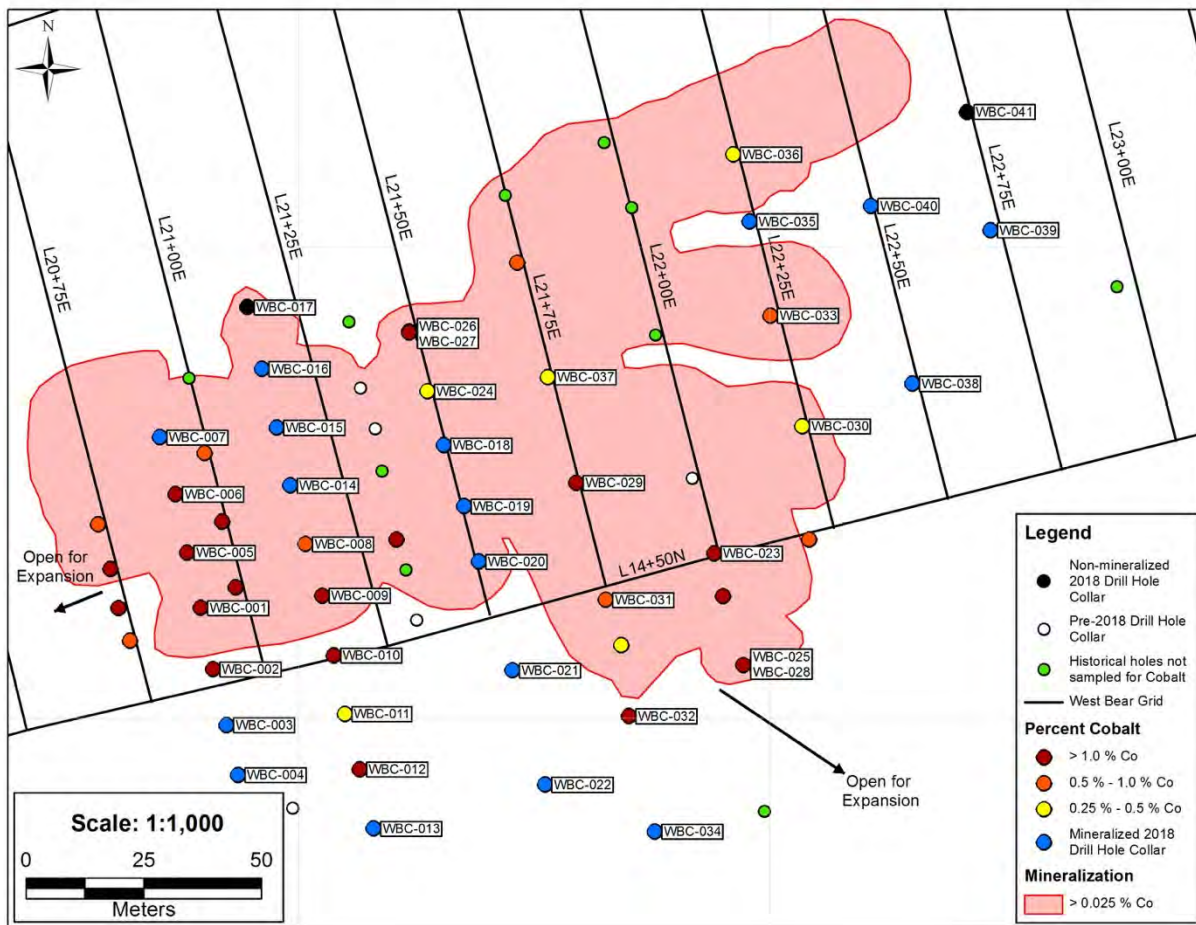 N
WBC-041
WBC-036
L23+00E
L22+75E
WBC-040
WBC-035
WBC-039
L21+50E
L21+25E
L21+00E
L20+75E
L22+50E
L22+25E
L22+00E
L21+75E
WBC-017
WBC-033
WBC-026
WBC-027
WBC-016
WBC-037
WBC-024
WBC-038
WBC-015
WBC-030
WBC-007
WBC-018
WBC-014
WBC-029
WBC-006
WBC-019
WBC-008
WBC-005
WBC-023
Open for
Expansion
WBC-020
L14+50N
WBC-009
WBC-031
WBC-001
WBC-010
WBC-002
WBC-021
WBC-025
WBC-028
WBC-011
WBC-032
WBC-003
WBC-012
WBC-004
WBC-022
Open for
Expansion
WBC-013
WBC-034
Scale: 1:1,000
0
25
50
Meters
Legend
Non-mineralized
2018 Drill Hole
Collar
Pre-2018 Drill Hole
Collar
Historical holes not
sampled for Cobalt
West Bear Grid
Percent Cobalt
> 1.0 % Co
0.5 % - 1.0 % Co
0.25 % - 0.5 % Co
Mineralized 2018
Drill Hole Collar
Mineralization
> 0.025 % Co